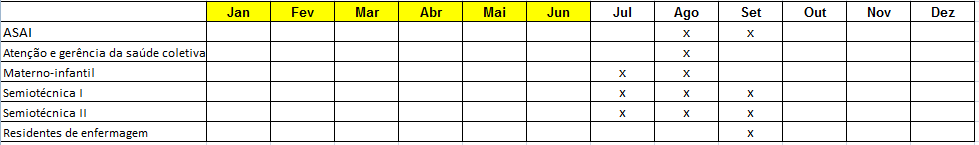 Jan Fev Mar Abr Mai Jun Jul Ago Set Out Nov Dez
ASAI x x
Atenção e gerência da saúde coletiva x
Materno-infantil x x
Semiotécnica I x x x
Semiotécnica II x x x
Residentes de enfermagem x